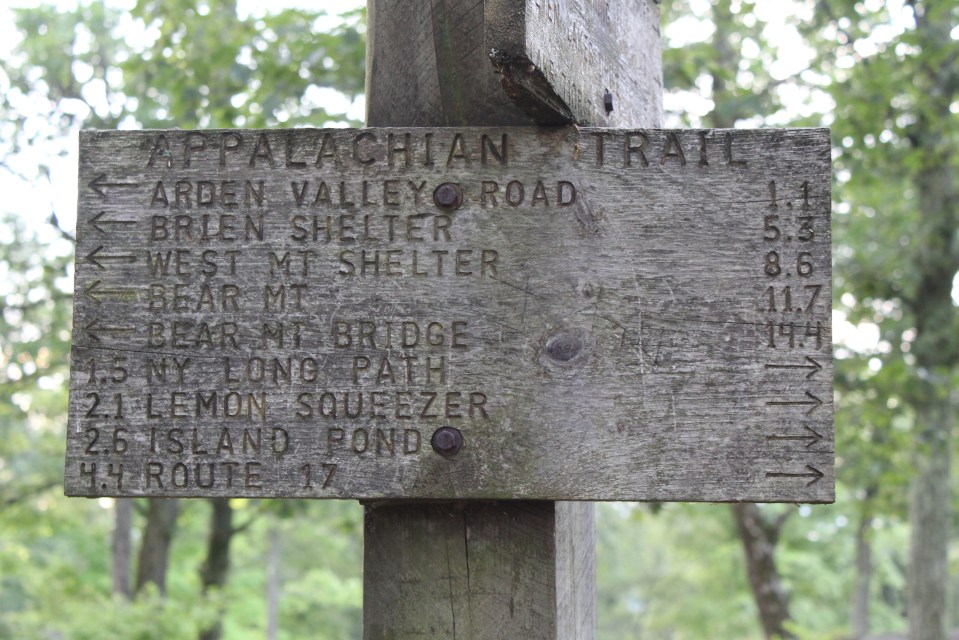 APPALACHIAN TRAIL
← ARDEN VALLEY ROAD 1.1
← BRIEN SHELTER 5.3
← WEST MT SHELTER 8.6
← BEAR MT 11.7
← BEAR MT BRIDGE 14.4
1.5 NY LONG PATH →
2.1 LEMON SQUEEZER →
2.6 ISLAND POND →
4.4 ROUTE 17 →